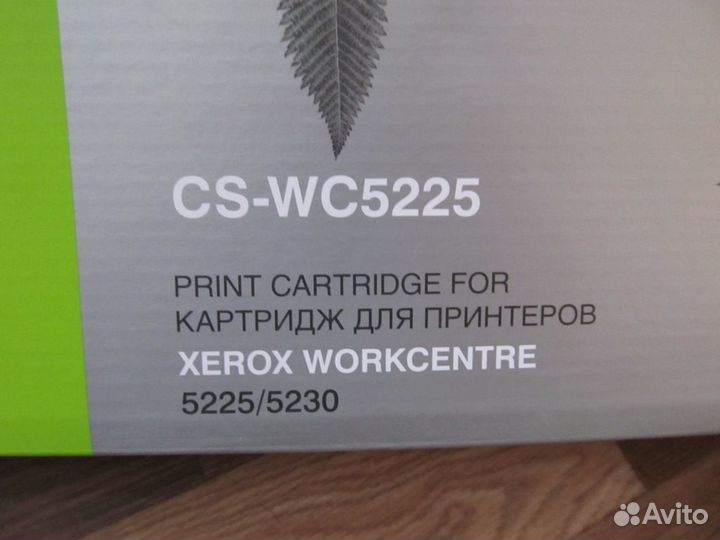 CS-WC5225
PRINT CARTRIDGE FOR
КАРТРИДЖ ДЛЯ ПРИНТЕРОВ
XEROX WORKCENTRE
5225/5230
Avito